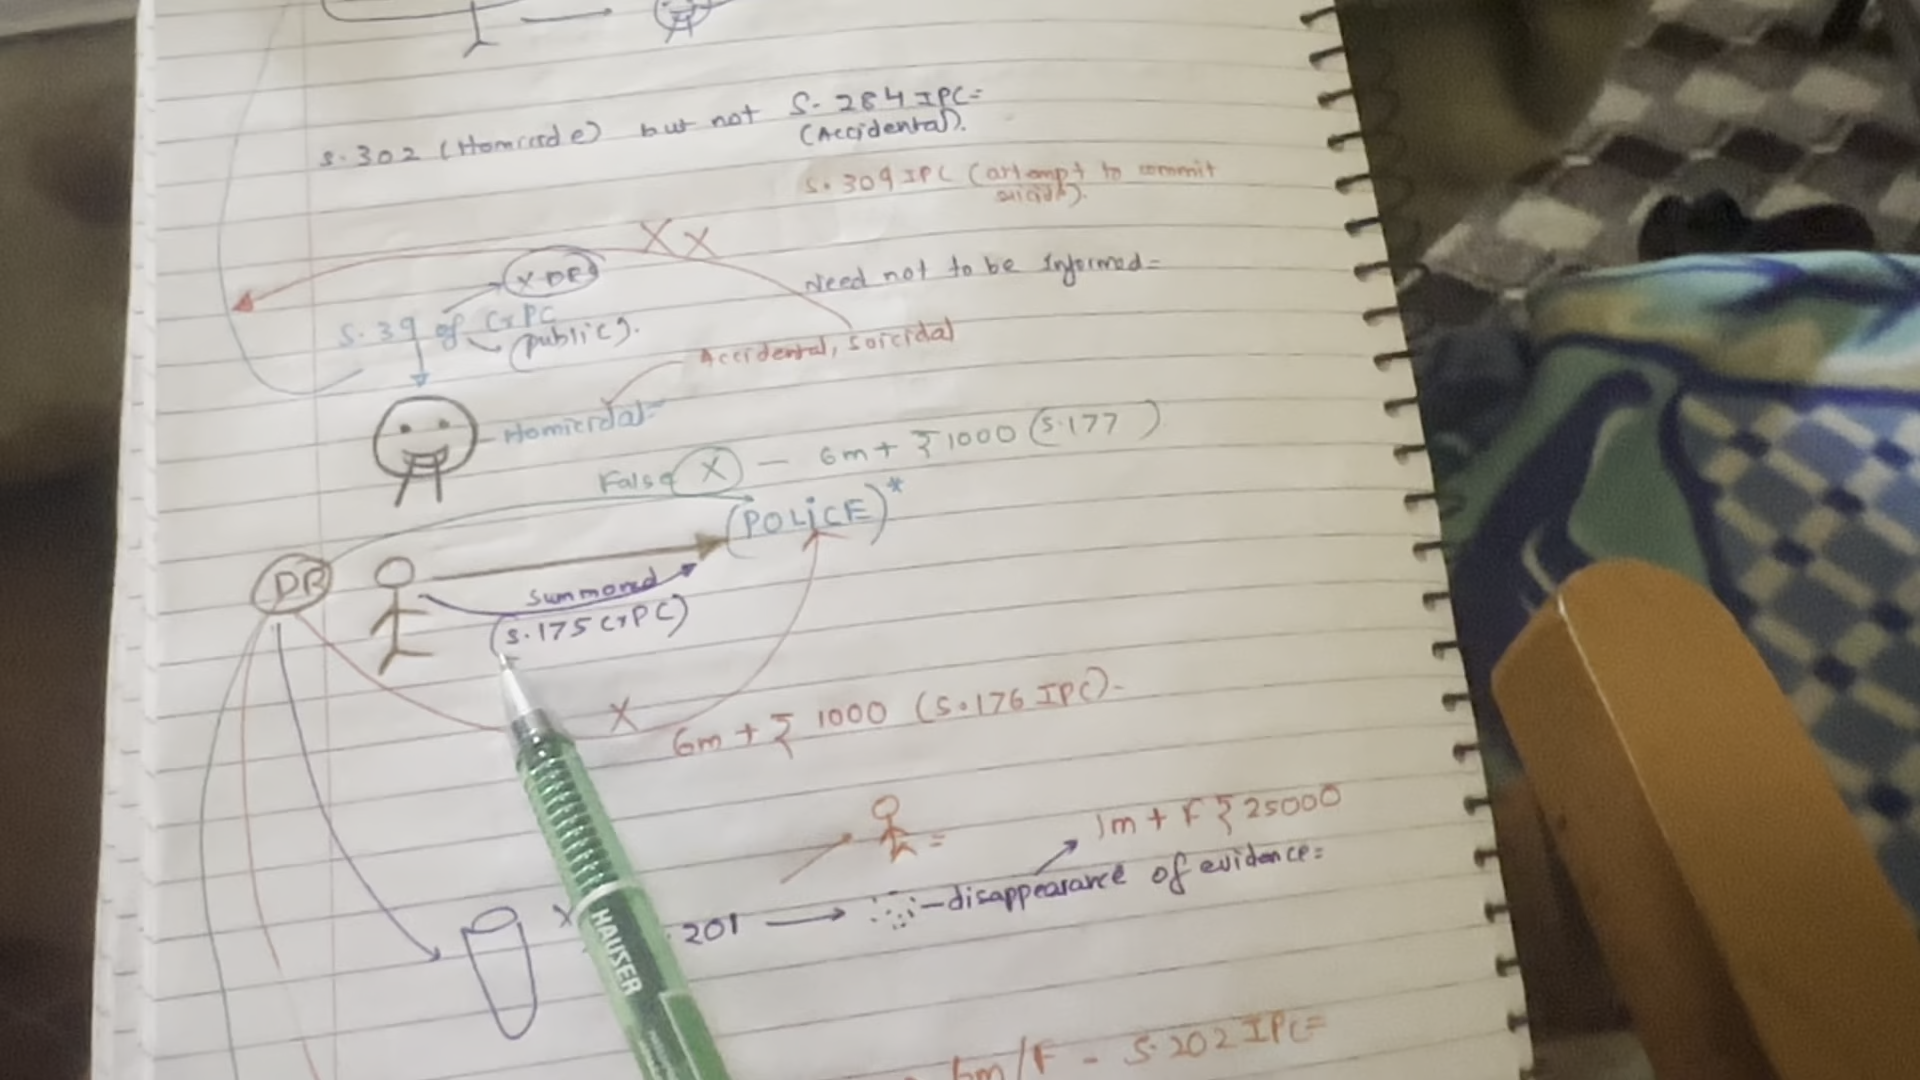 S. 302 (Homicide) but not S. 284 IPC=
(Accidental).
S. 309 IPC (attempt to commit
suicide).
X X
X DR
Need not to be Informed=
S. 39 of CrPC
(public).
Accidental, Soicidal
Homicidal=
False X — 6m + ₹1000 (S.177)
(POLICE)*
DR
Summoned
(S.175 CrPC)
X
6m + ₹ 1000 (S.176 IPC).
1m + F ₹ 25000
X 201 → disappearance of evidence=
HAUSER
6m/F - S.202 IPC=